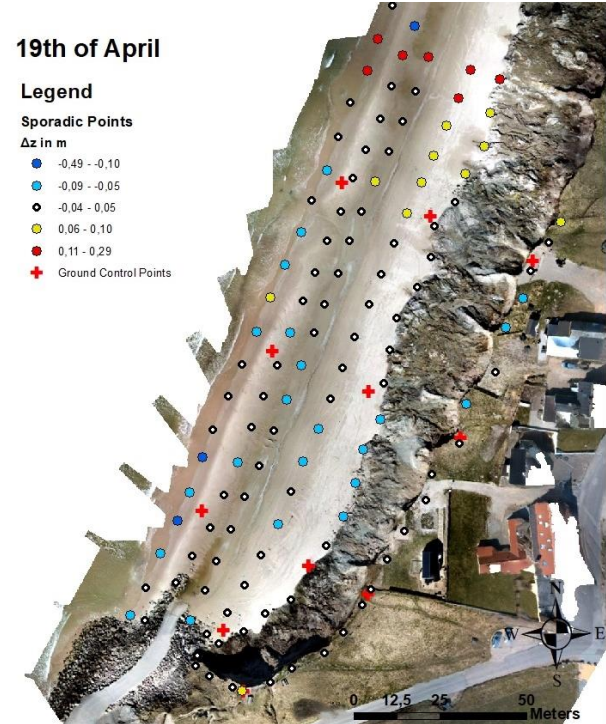 19th of April
Legend
Sporadic Points
Δz in m
-0,49 - -0,10
-0,09 - -0,05
-0,04 - 0,05
0,06 - 0,10
0,11 - 0,29
Ground Control Points
N
W E
S
0 12,5 25 50
Meters